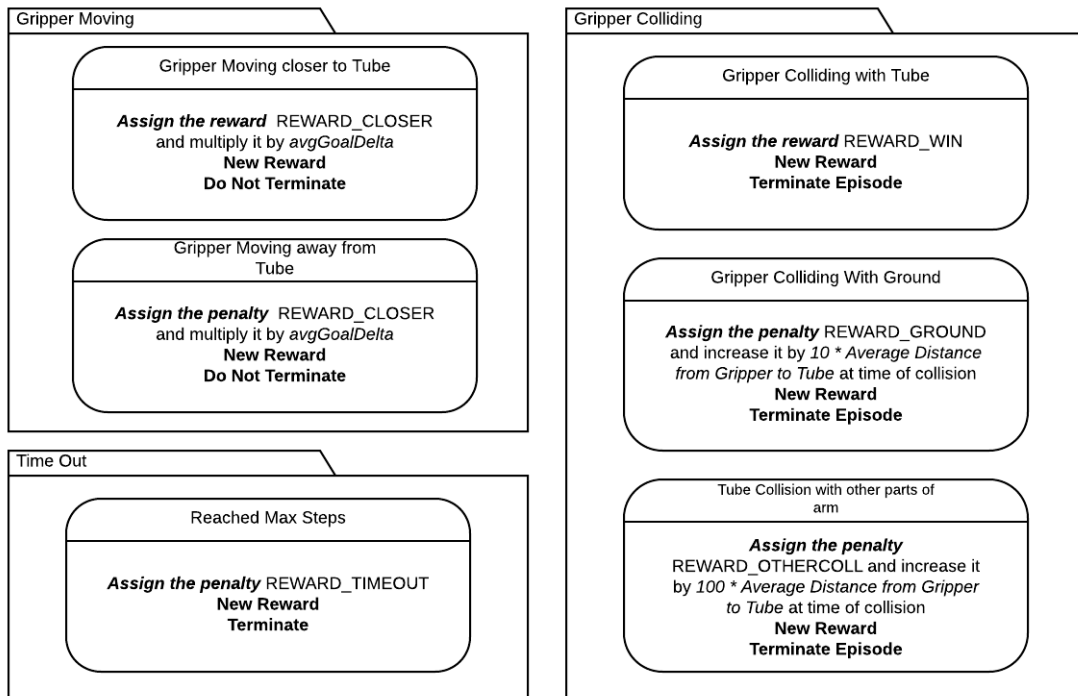 Gripper Moving
Gripper Moving closer to Tube
Assign the reward REWARD_CLOSER
and multiply it by avgGoalDelta
New Reward
Do Not Terminate
Gripper Moving away from
Tube
Assign the penalty REWARD_CLOSER
and multiply it by avgGoalDelta
New Reward
Do Not Terminate
Time Out
Reached Max Steps
Assign the penalty REWARD_TIMEOUT
New Reward
Terminate
Gripper Colliding
Gripper Colliding with Tube
Assign the reward REWARD_WIN
New Reward
Terminate Episode
Gripper Colliding With Ground
Assign the penalty REWARD_GROUND
and increase it by 10 * Average Distance
from Gripper to Tube at time of collision
New Reward
Terminate Episode
Tube Collision with other parts of
arm
Assign the penalty
REWARD_OTHERCOLL and increase it
by 100 * Average Distance from Gripper
to Tube at time of collision
New Reward
Terminate Episode